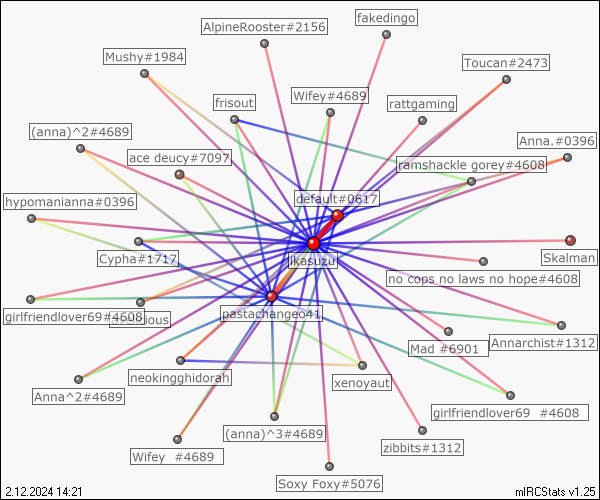 fakedingo
AlpineRooster#2156
Mushy#1984
Toucan#2473
Wifey#4689
frisout
rattgaming
(anna)^2#4689
Anna.#0396
ace deucy#7097
ramshackle gorey#4608
hypomanianna#0396
default#0617
Cypha#1717
ikasuzu
Skalman
no cops no laws no hope#4608
girlfriendlover69#4608
pastachangeo41
Mad #6901
Annarchist#1312
neokingghidorah
xenoyaut
Anna^2#4689
girlfriendlover69 #4608
(anna)^3#4689
zibbits#1312
Wifey #4689
Soxy Foxy#5076
2.12.2024 14:21
mIRCStats v1.25